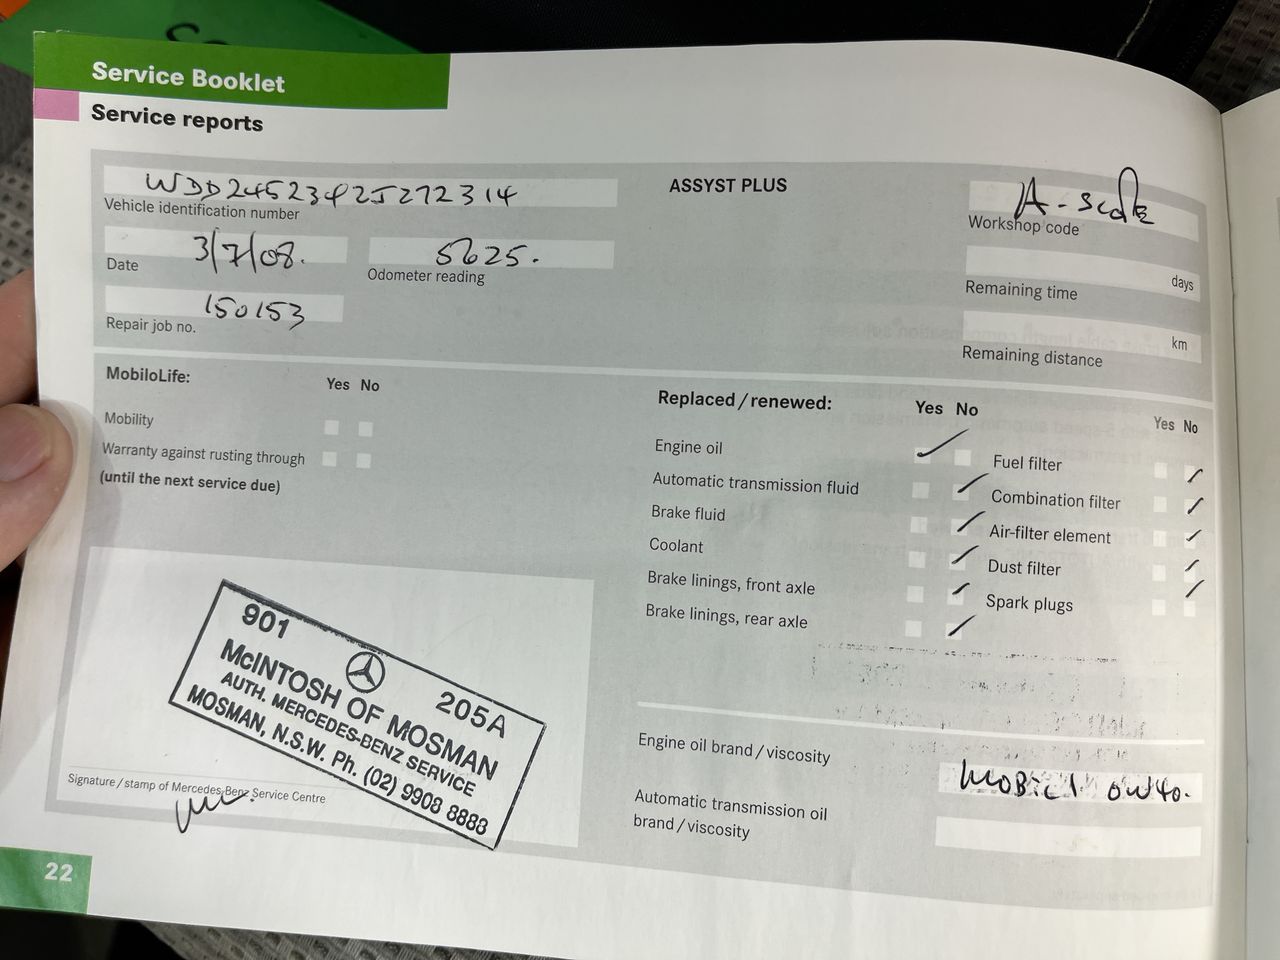 Service Booklet
Service reports
WDD2452342J272314
Vehicle identification number
ASSYST PLUS
A-Scale
Workshop code
3/7/08.
Date
5625.
Odometer reading
days
Remaining time
150153
Repair job no.
km
Remaining distance
MobiloLife:
Yes No
Mobility
Warranty against rusting through
(until the next service due)
Replaced/renewed:
Yes No
Engine oil
Automatic transmission fluid
Brake fluid
Coolant
Brake linings, front axle
Brake linings, rear axle
Yes No
Fuel filter
Combination filter
Air-filter element
Dust filter
Spark plugs
901
205A
McINTOSH OF MOSMAN
AUTH. MERCEDES-BENZ SERVICE
MOSMAN, N.S.W. Ph. (02) 9908 8888
Signature/stamp of Mercedes-Benz Service Centre
Engine oil brand/viscosity
MOBIL 1. 0W40.
Automatic transmission oil
brand/viscosity
22